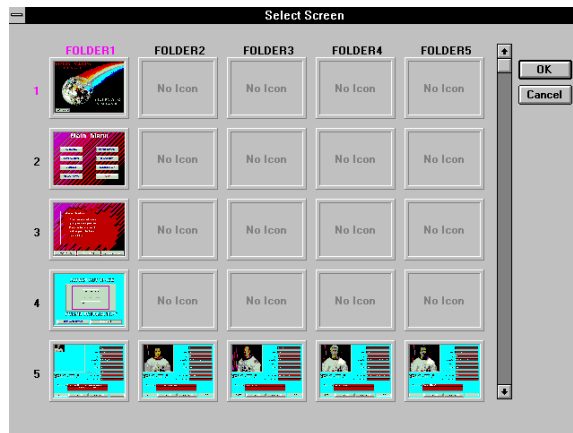 Select Screen
FOLDER1 FOLDER2 FOLDER3 FOLDER4 FOLDER5
OK
1 No Icon No Icon No Icon No Icon
Cancel
Main Menu
2 No Icon No Icon No Icon No Icon
3 No Icon No Icon No Icon No Icon
4 No Icon No Icon No Icon No Icon
5